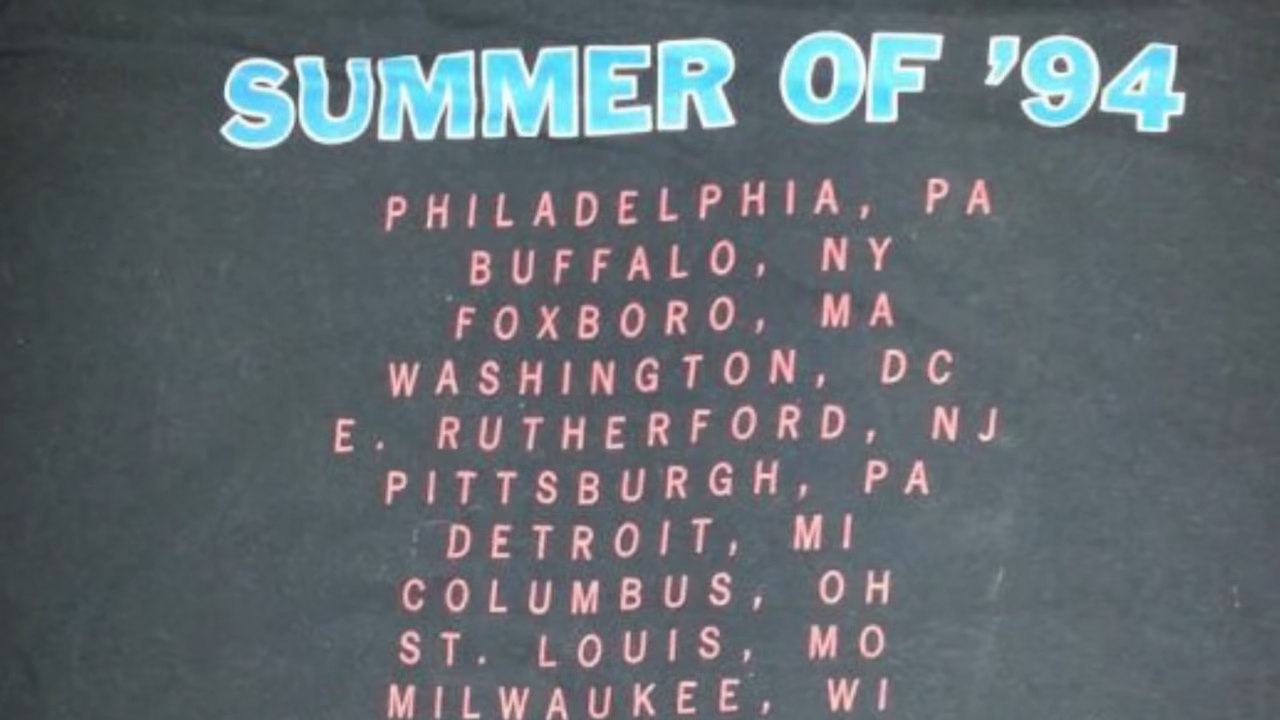 SUMMER OF '94
PHILADELPHIA, PA
BUFFALO, NY
FOXBORO, MA
WASHINGTON, DC
E. RUTHERFORD, NJ
PITTSBURGH, PA
DETROIT, MI
COLUMBUS, OH
ST. LOUIS, MO
MILWAUKEE, WI